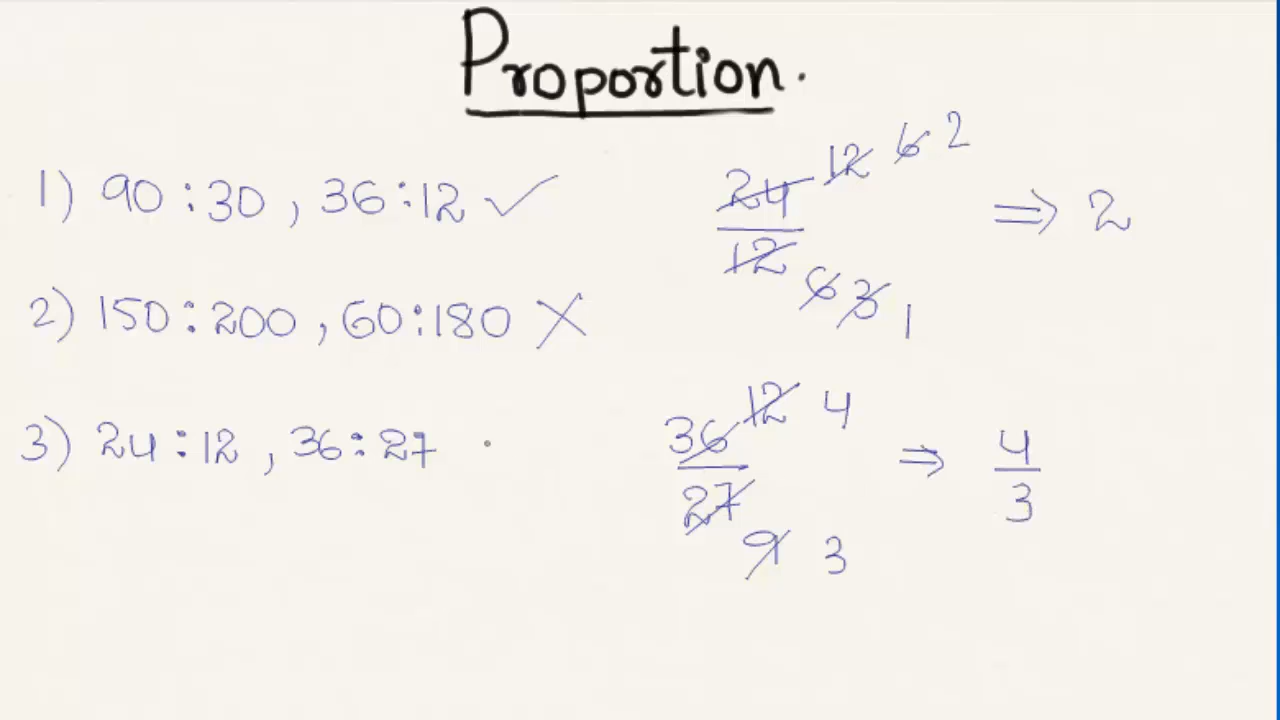 Proportion.
1) 90:30, 36:12 ✓
2) 150:200, 60:180 X
3) 24:12, 36:27
24 12 6 2
12 6 3 1
⇒ 2
36 12 4
27 9 3
⇒ 4
3